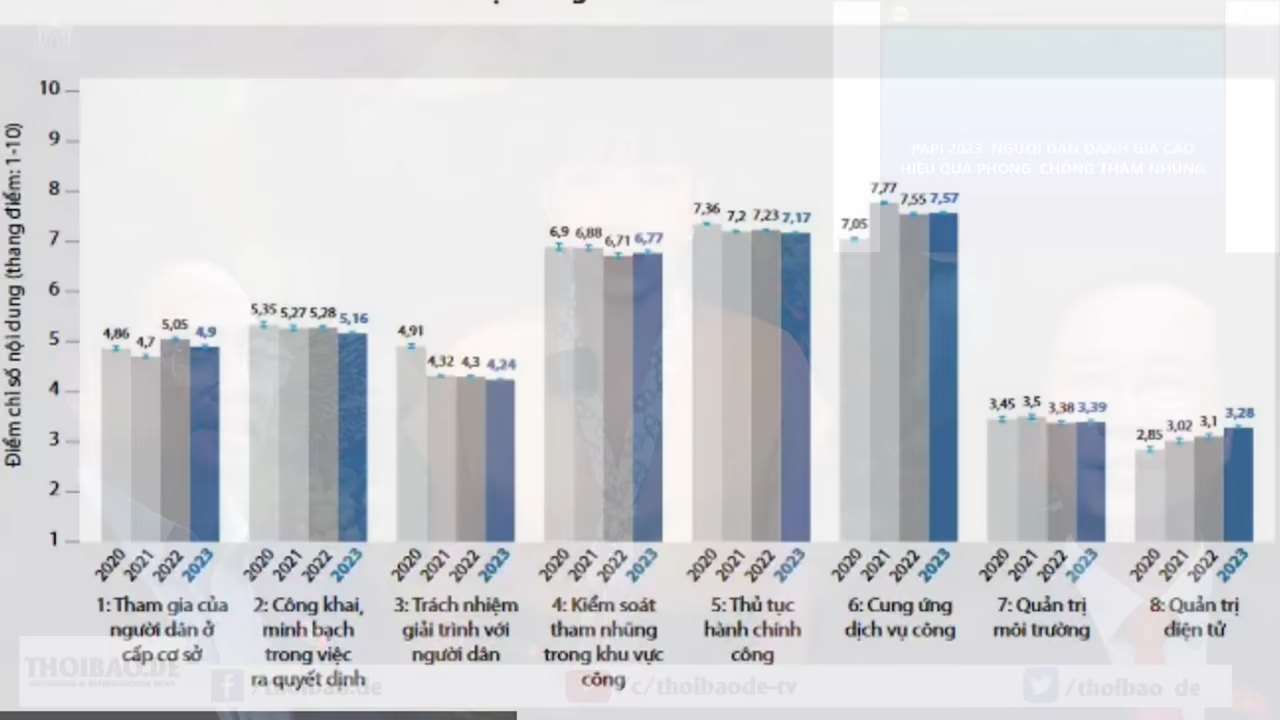 PAPI 2023: NGƯỜI DÂN ĐÁNH GIÁ CAO
HIỆU QUẢ PHÒNG, CHỐNG THAM NHŨNG
Điểm chỉ số nội dung (thang điểm: 1-10)
10
9
8
7
6
5
4
3
2
1
4,86 4,7 5,05 4,9
5,35 5,27 5,28 5,16
4,91 4,32 4,3 4,24
6,9 6,88 6,71 6,77
7,36 7,2 7,23 7,17
7,05 7,77 7,55 7,57
3,45 3,5 3,38 3,39
2,85 3,02 3,1 3,28
2020 2021 2022 2023 2020 2021 2022 2023 2020 2021 2022 2023 2020 2021 2022 2023 2020 2021 2022 2023 2020 2021 2022 2023 2020 2021 2022 2023 2020 2021 2022 2023
1: Tham gia của
người dân ở
cấp cơ sở
2: Công khai,
minh bạch
trong việc
ra quyết định
3: Trách nhiệm
giải trình với
người dân
4: Kiểm soát
tham nhũng
trong khu vực
công
5: Thủ tục
hành chính
công
6: Cung ứng
dịch vụ công
7: Quản trị
môi trường
8: Quản trị
điện tử
THOIBAO.DE
/thoibao.de
/c/thoibaode-tv
/thoibao_de